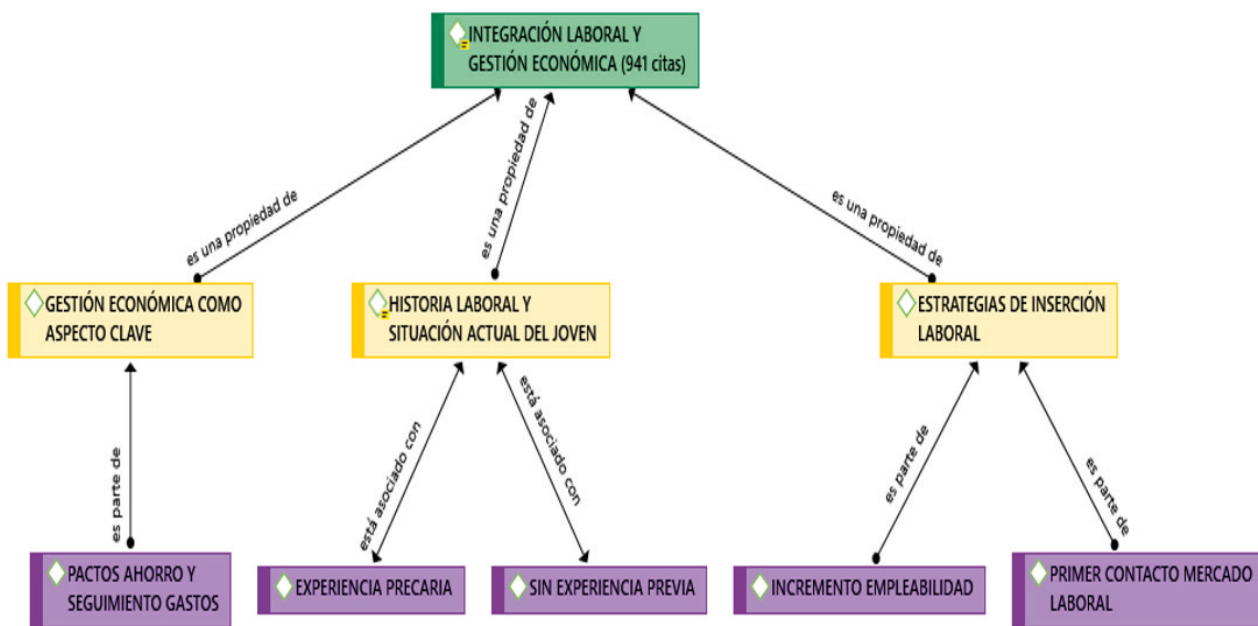 INTEGRACIÓN LABORAL Y
GESTIÓN ECONÓMICA (941 citas)
es una propiedad de
es una propiedad de
es una propiedad de
GESTIÓN ECONÓMICA COMO
ASPECTO CLAVE
HISTORIA LABORAL Y
SITUACIÓN ACTUAL DEL JOVEN
ESTRATEGIAS DE INSERCIÓN
LABORAL
es parte de
está asociado con
está asociado con
es parte de
es parte de
PACTOS AHORRO Y
SEGUIMIENTO GASTOS
EXPERIENCIA PRECARIA
SIN EXPERIENCIA PREVIA
INCREMENTO EMPLEABILIDAD
PRIMER CONTACTO MERCADO
LABORAL